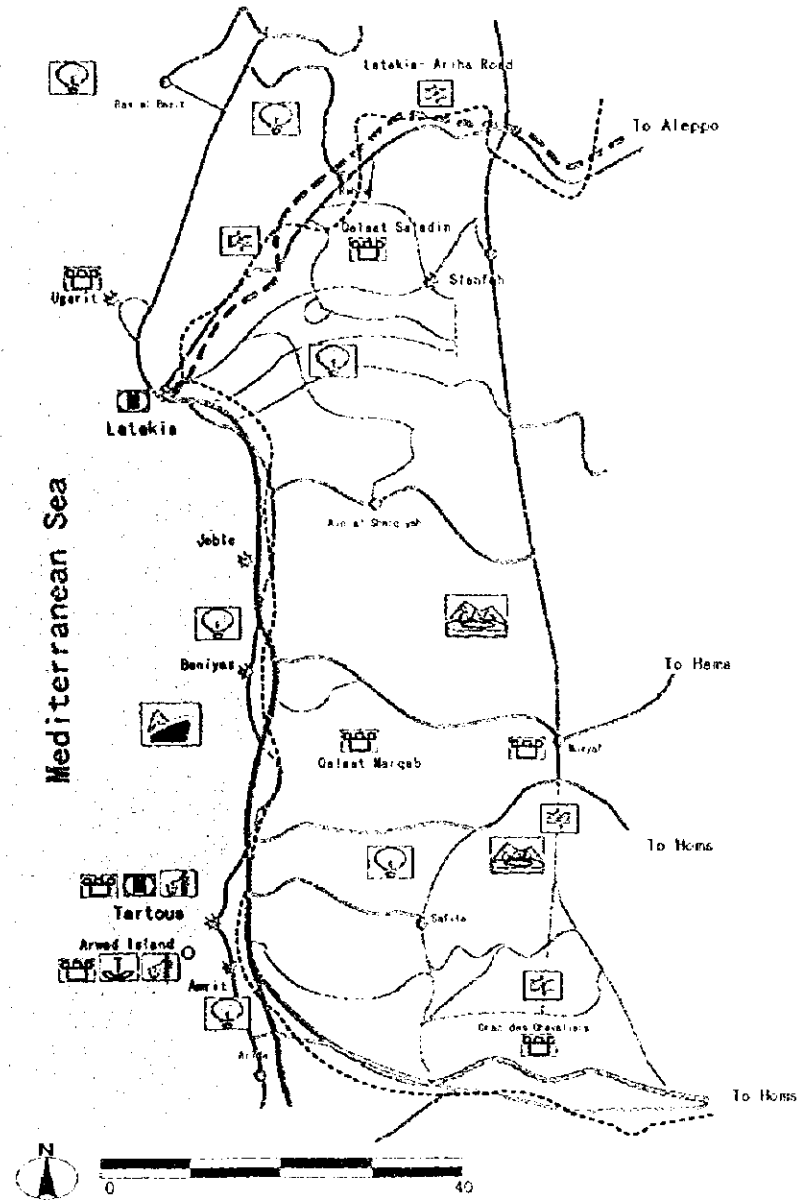 Latakia- Ariha Road
Ras al Basit
To Aleppo
Qalaat Saladin
Slenfeh
Ugarit
Latakia
Mediterranean Sea
Jeble
Baniyas
To Hama
Qalaat Marqab
To Homs
Tartous
Safita
Arwad Island
Amrit
Crac des Chevaliers
To Homs
N
0
40